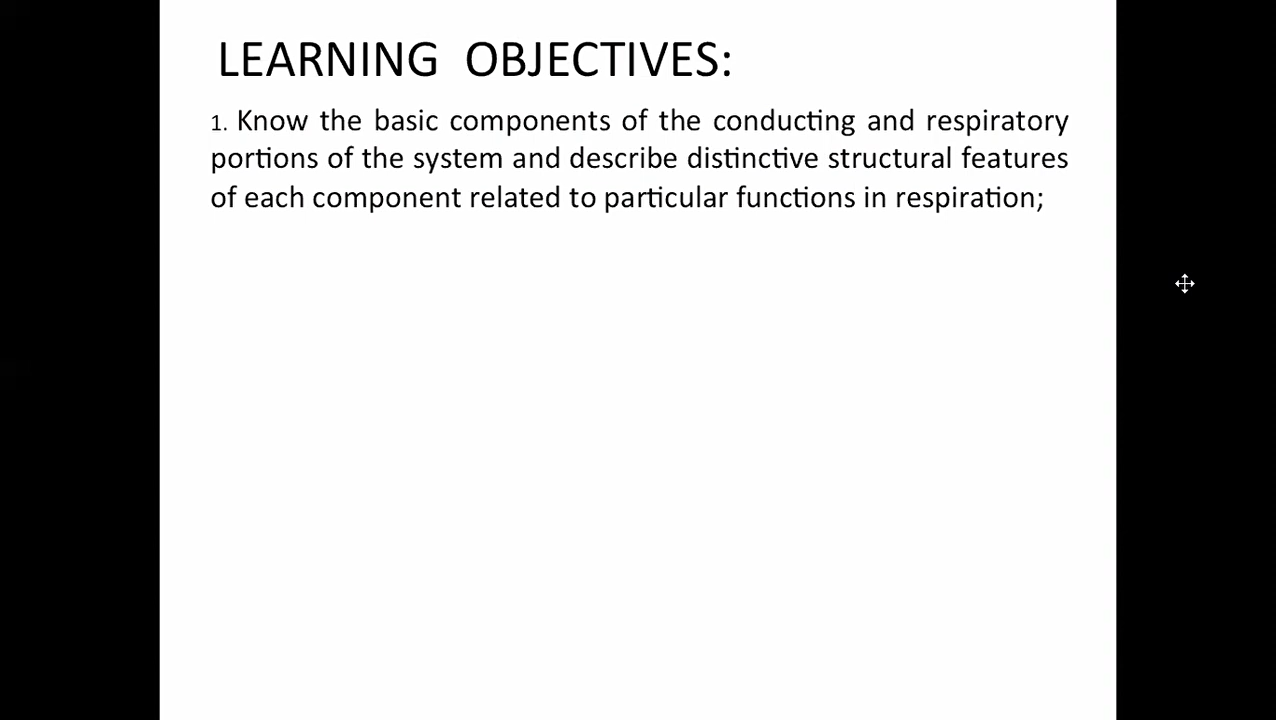 LEARNING OBJECTIVES:
1. Know the basic components of the conducting and respiratory
portions of the system and describe distinctive structural features
of each component related to particular functions in respiration;